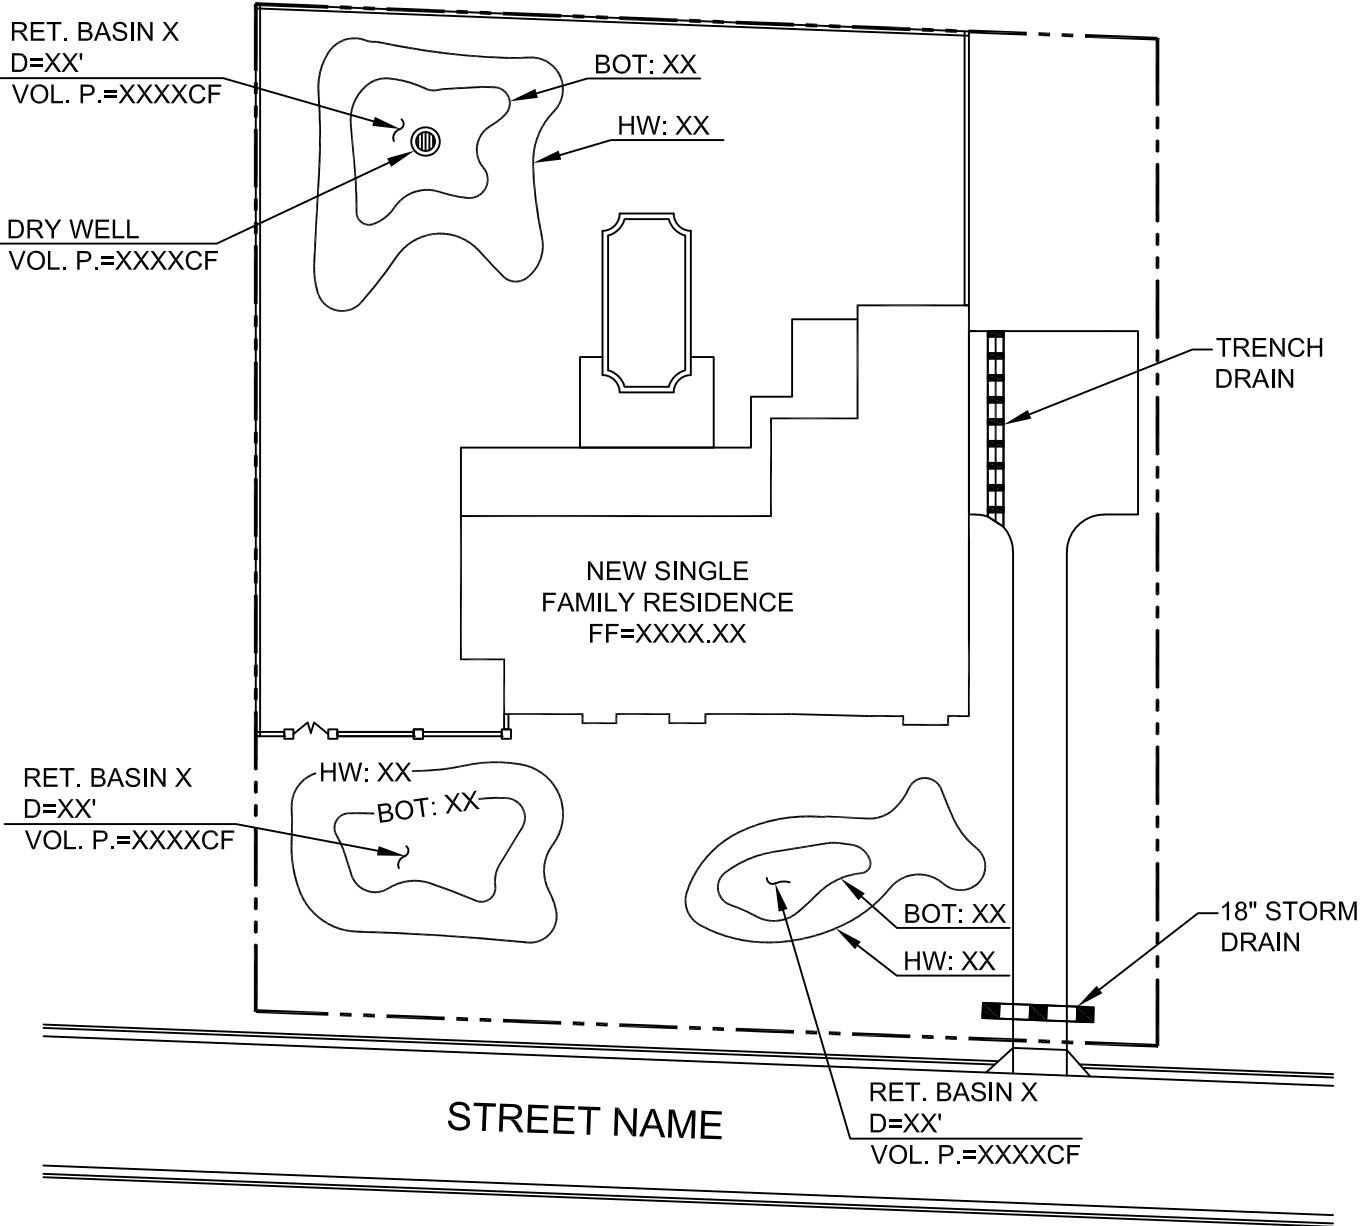 RET. BASIN X
D=XX'
VOL. P.=XXXXCF
BOT: XX
HW: XX
DRY WELL
VOL. P.=XXXXCF
TRENCH
DRAIN
NEW SINGLE
FAMILY RESIDENCE
FF=XXXX.XX
RET. BASIN X
D=XX'
VOL. P.=XXXXCF
HW: XX
BOT: XX
BOT: XX
HW: XX
18" STORM
DRAIN
RET. BASIN X
D=XX'
VOL. P.=XXXXCF
STREET NAME